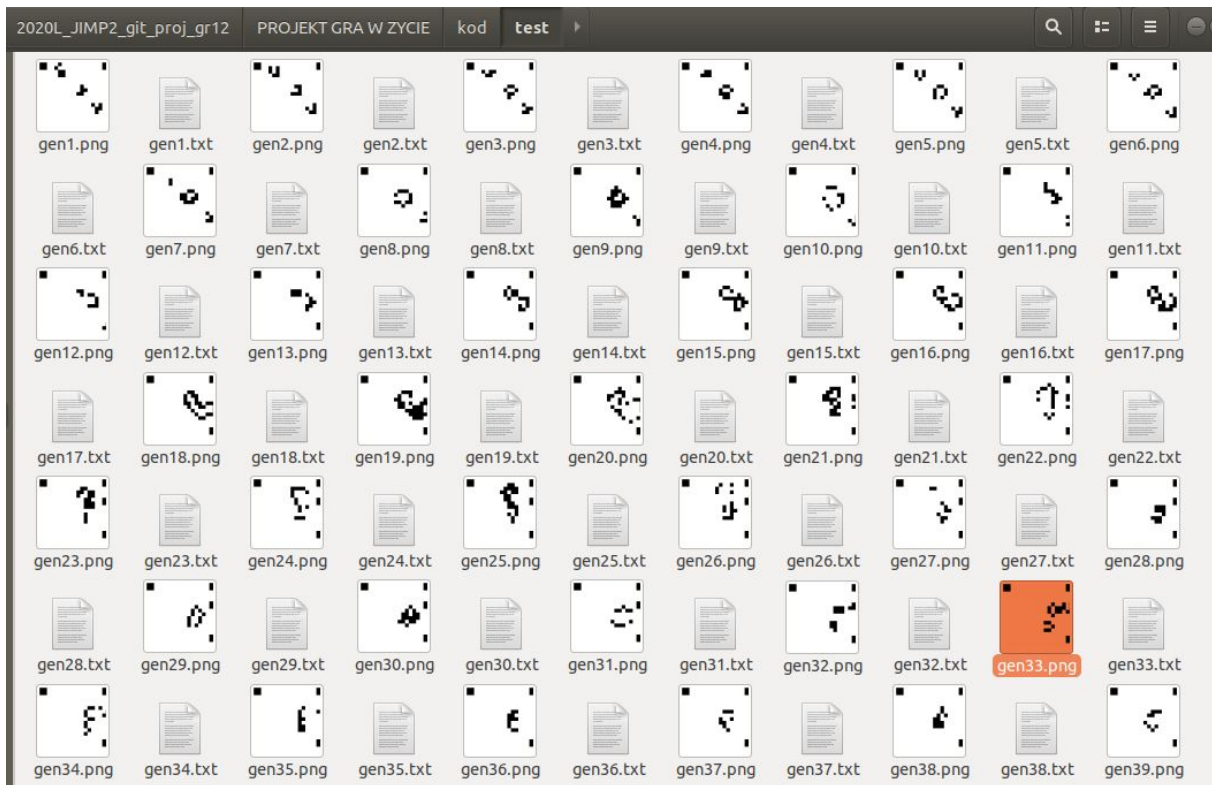 2020L_JIMP2_git_proj_gr12 PROJEKT GRA W ZYCIE kod test
gen1.png gen1.txt gen2.png gen2.txt gen3.png gen3.txt gen4.png gen4.txt gen5.png gen5.txt gen6.png
gen6.txt gen7.png gen7.txt gen8.png gen8.txt gen9.png gen9.txt gen10.png gen10.txt gen11.png gen11.txt
gen12.png gen12.txt gen13.png gen13.txt gen14.png gen14.txt gen15.png gen15.txt gen16.png gen16.txt gen17.png
gen17.txt gen18.png gen18.txt gen19.png gen19.txt gen20.png gen20.txt gen21.png gen21.txt gen22.png gen22.txt
gen23.png gen23.txt gen24.png gen24.txt gen25.png gen25.txt gen26.png gen26.txt gen27.png gen27.txt gen28.png
gen28.txt gen29.png gen29.txt gen30.png gen30.txt gen31.png gen31.txt gen32.png gen32.txt gen33.png gen33.txt
gen34.png gen34.txt gen35.png gen35.txt gen36.png gen36.txt gen37.png gen37.txt gen38.png gen38.txt gen39.png